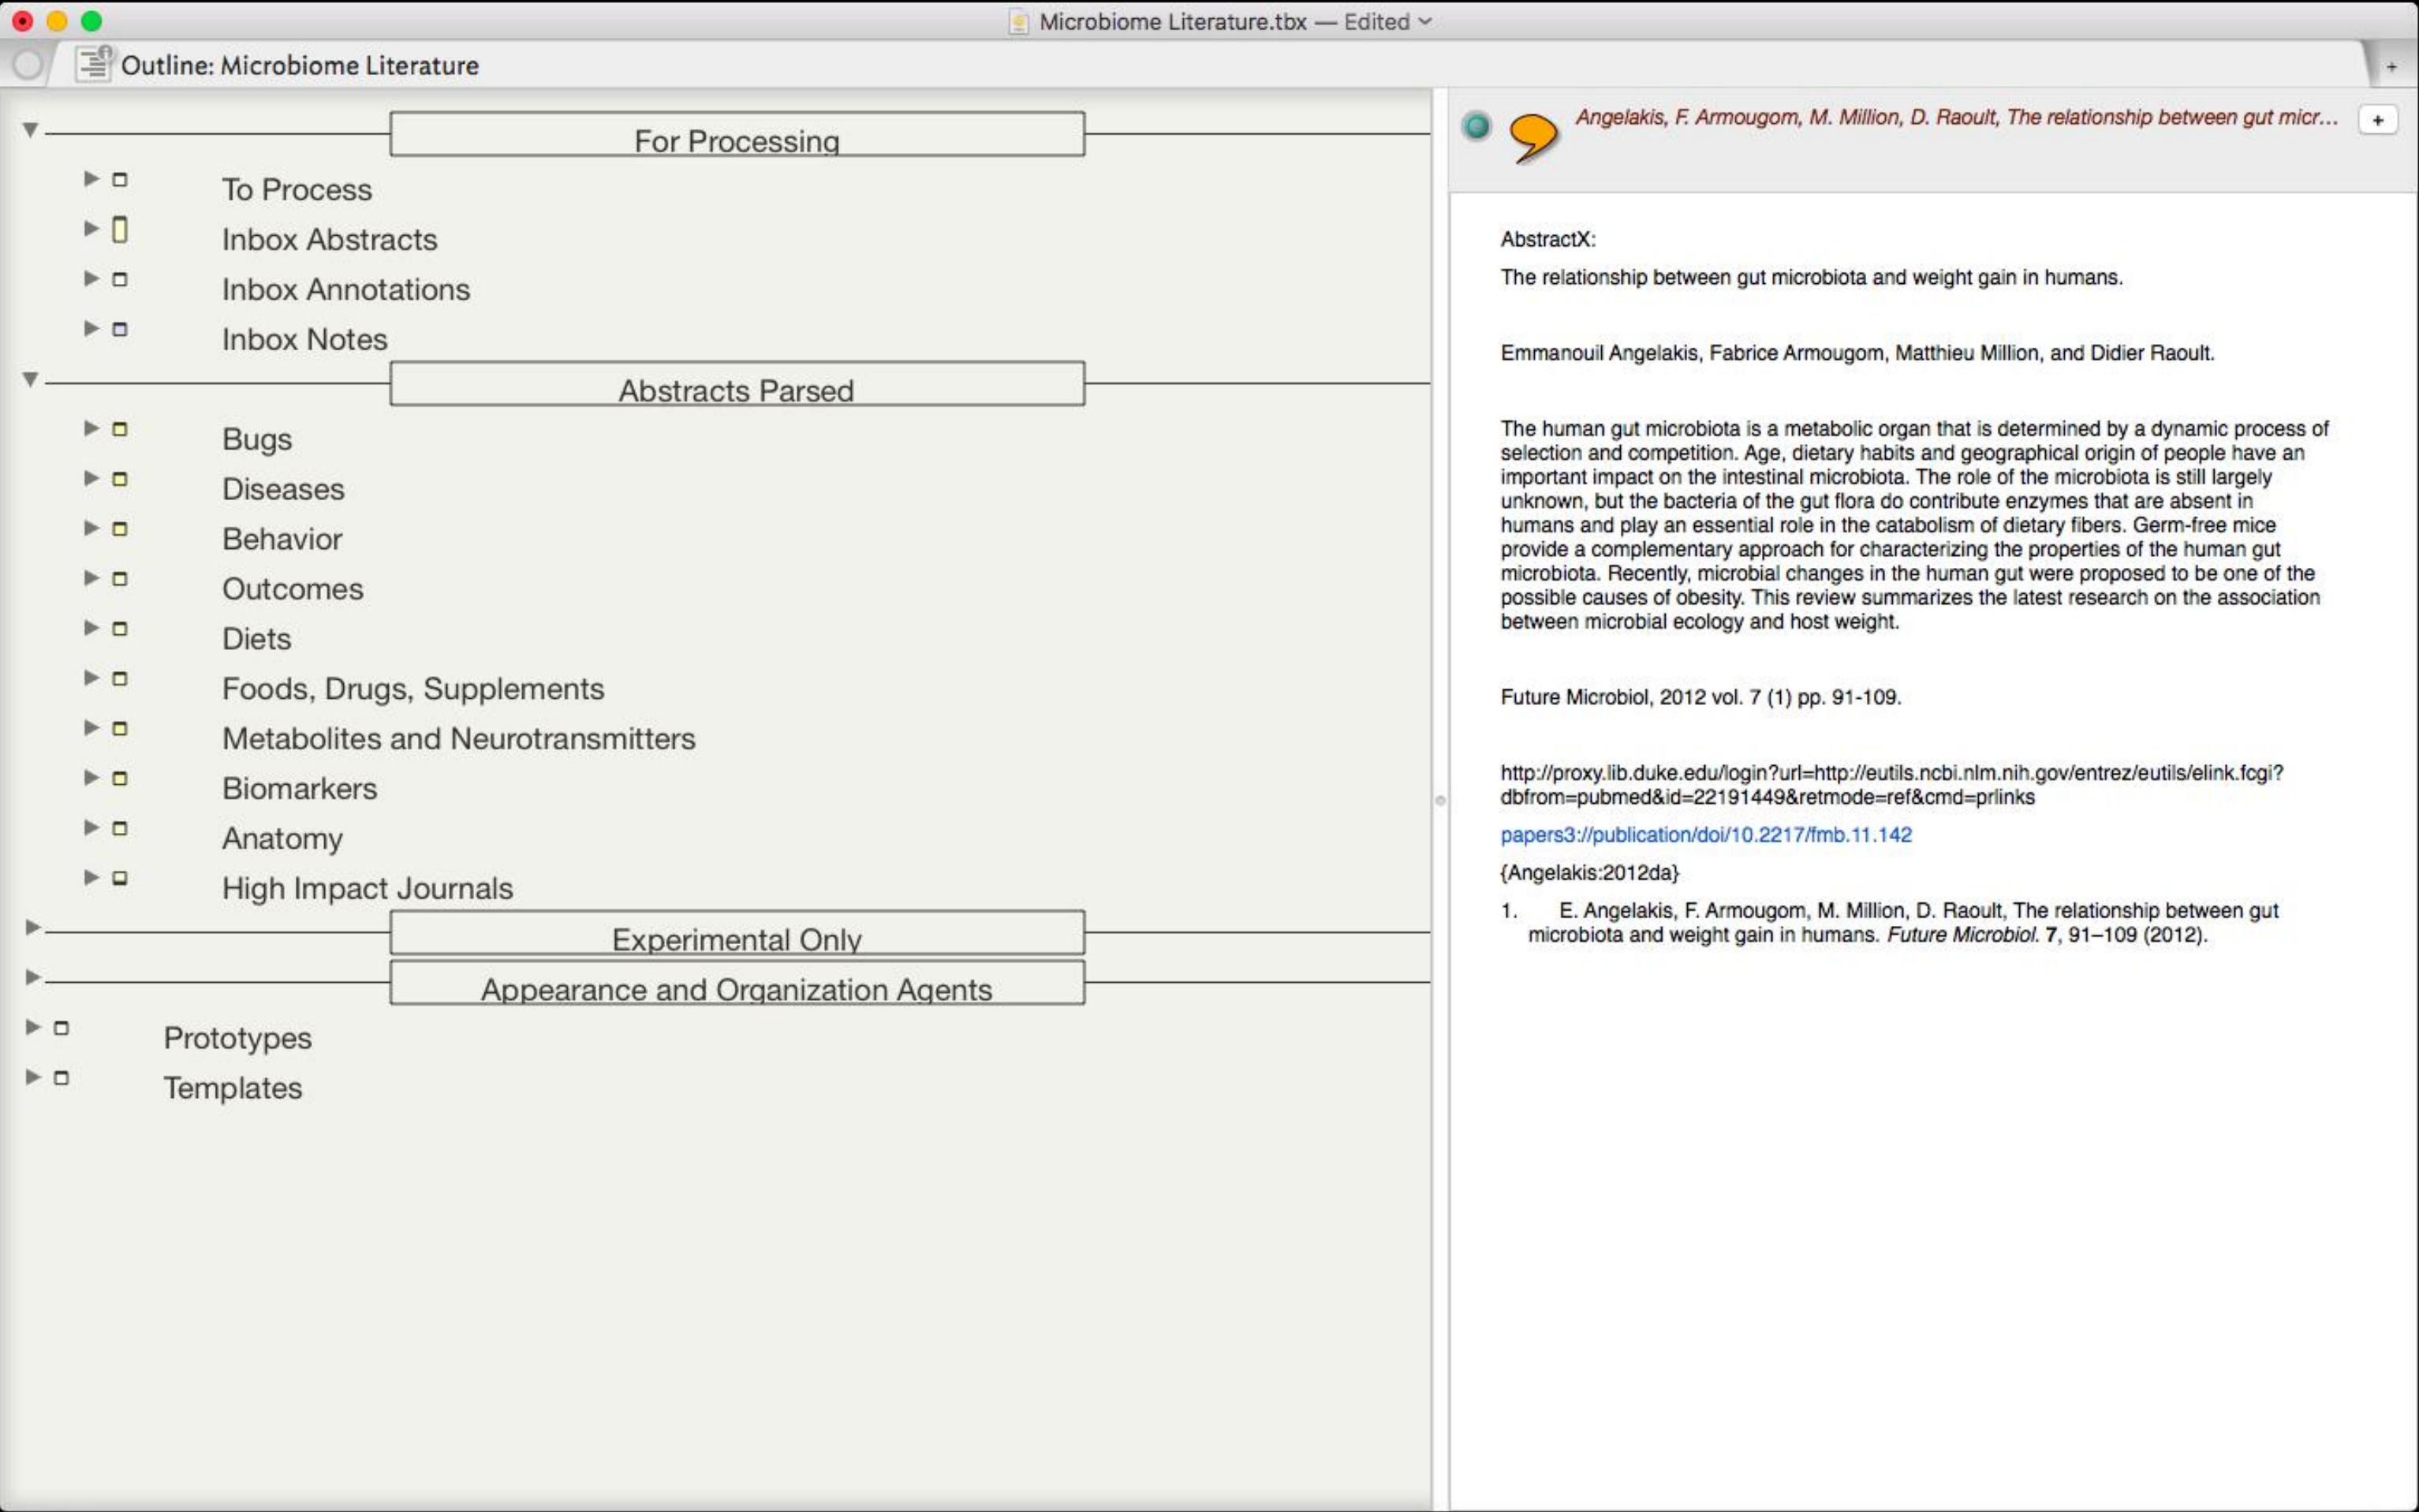 Microbiome Literature.tbx — Edited
Outline: Microbiome Literature
+
For Processing
To Process
Inbox Abstracts
Inbox Annotations
Inbox Notes
Abstracts Parsed
Bugs
Diseases
Behavior
Outcomes
Diets
Foods, Drugs, Supplements
Metabolites and Neurotransmitters
Biomarkers
Anatomy
High Impact Journals
Experimental Only
Appearance and Organization Agents
Prototypes
Templates
Angelakis, F. Armougom, M. Million, D. Raoult, The relationship between gut micr...
+
AbstractX:
The relationship between gut microbiota and weight gain in humans.
Emmanouil Angelakis, Fabrice Armougom, Matthieu Million, and Didier Raoult.
The human gut microbiota is a metabolic organ that is determined by a dynamic process of
selection and competition. Age, dietary habits and geographical origin of people have an
important impact on the intestinal microbiota. The role of the microbiota is still largely
unknown, but the bacteria of the gut flora do contribute enzymes that are absent in
humans and play an essential role in the catabolism of dietary fibers. Germ-free mice
provide a complementary approach for characterizing the properties of the human gut
microbiota. Recently, microbial changes in the human gut were proposed to be one of the
possible causes of obesity. This review summarizes the latest research on the association
between microbial ecology and host weight.
Future Microbiol, 2012 vol. 7 (1) pp. 91-109.
http://proxy.lib.duke.edu/login?url=http://eutils.ncbi.nlm.nih.gov/entrez/eutils/elink.fcgi?
dbfrom=pubmed&id=22191449&retmode=ref&cmd=prlinks
papers3://publication/doi/10.2217/fmb.11.142
{Angelakis:2012da}
1. E. Angelakis, F. Armougom, M. Million, D. Raoult, The relationship between gut
microbiota and weight gain in humans. Future Microbiol. 7, 91–109 (2012).